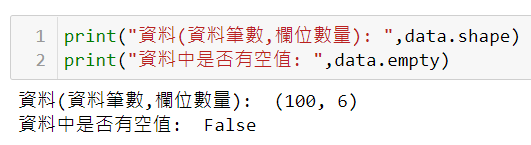 1 print("資料(資料筆數,欄位數量): ",data.shape)
2 print("資料中是否有空值: ",data.empty)
資料(資料筆數,欄位數量):  (100, 6)
資料中是否有空值:  False